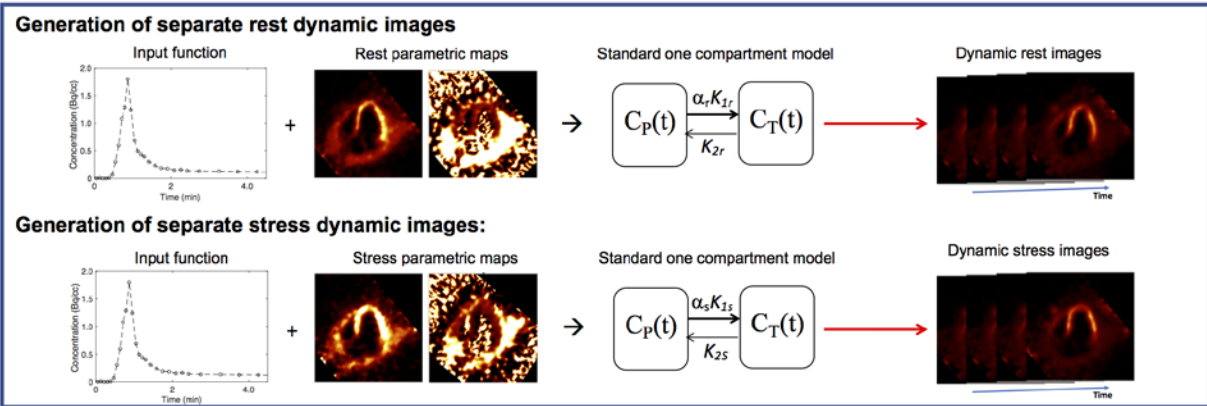 Generation of separate rest dynamic images
Input function
Rest parametric maps
Standard one compartment model
Dynamic rest images
Concentration (Bq/cc)
2.0
1.5
1.0
0.5
0
0
2
4.0
Time (min)
+
→
C_P(t)
α_rK_1r
K_2r
C_T(t)
Time
Generation of separate stress dynamic images:
Input function
Stress parametric maps
Standard one compartment model
Dynamic stress images
Concentration (Bq/cc)
2.0
1.5
1.0
0.5
0
0
2
4.0
Time (min)
+
→
C_P(t)
α_sK_1s
K_2s
C_T(t)
Time